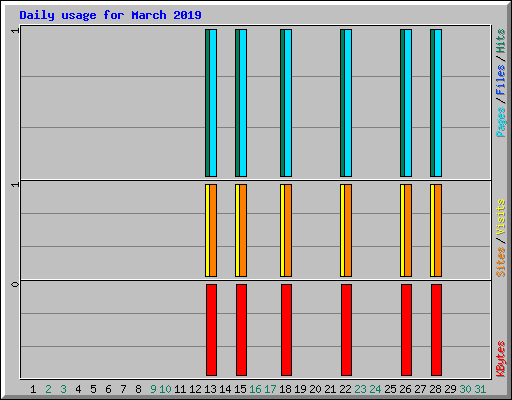 Daily usage for March 2019
1
1
0
Pages/Files/Hits
Sites/Visits
KBytes
1 2 3 4 5 6 7 8 9 10 11 12 13 14 15 16 17 18 19 20 21 22 23 24 25 26 27 28 29 30 31